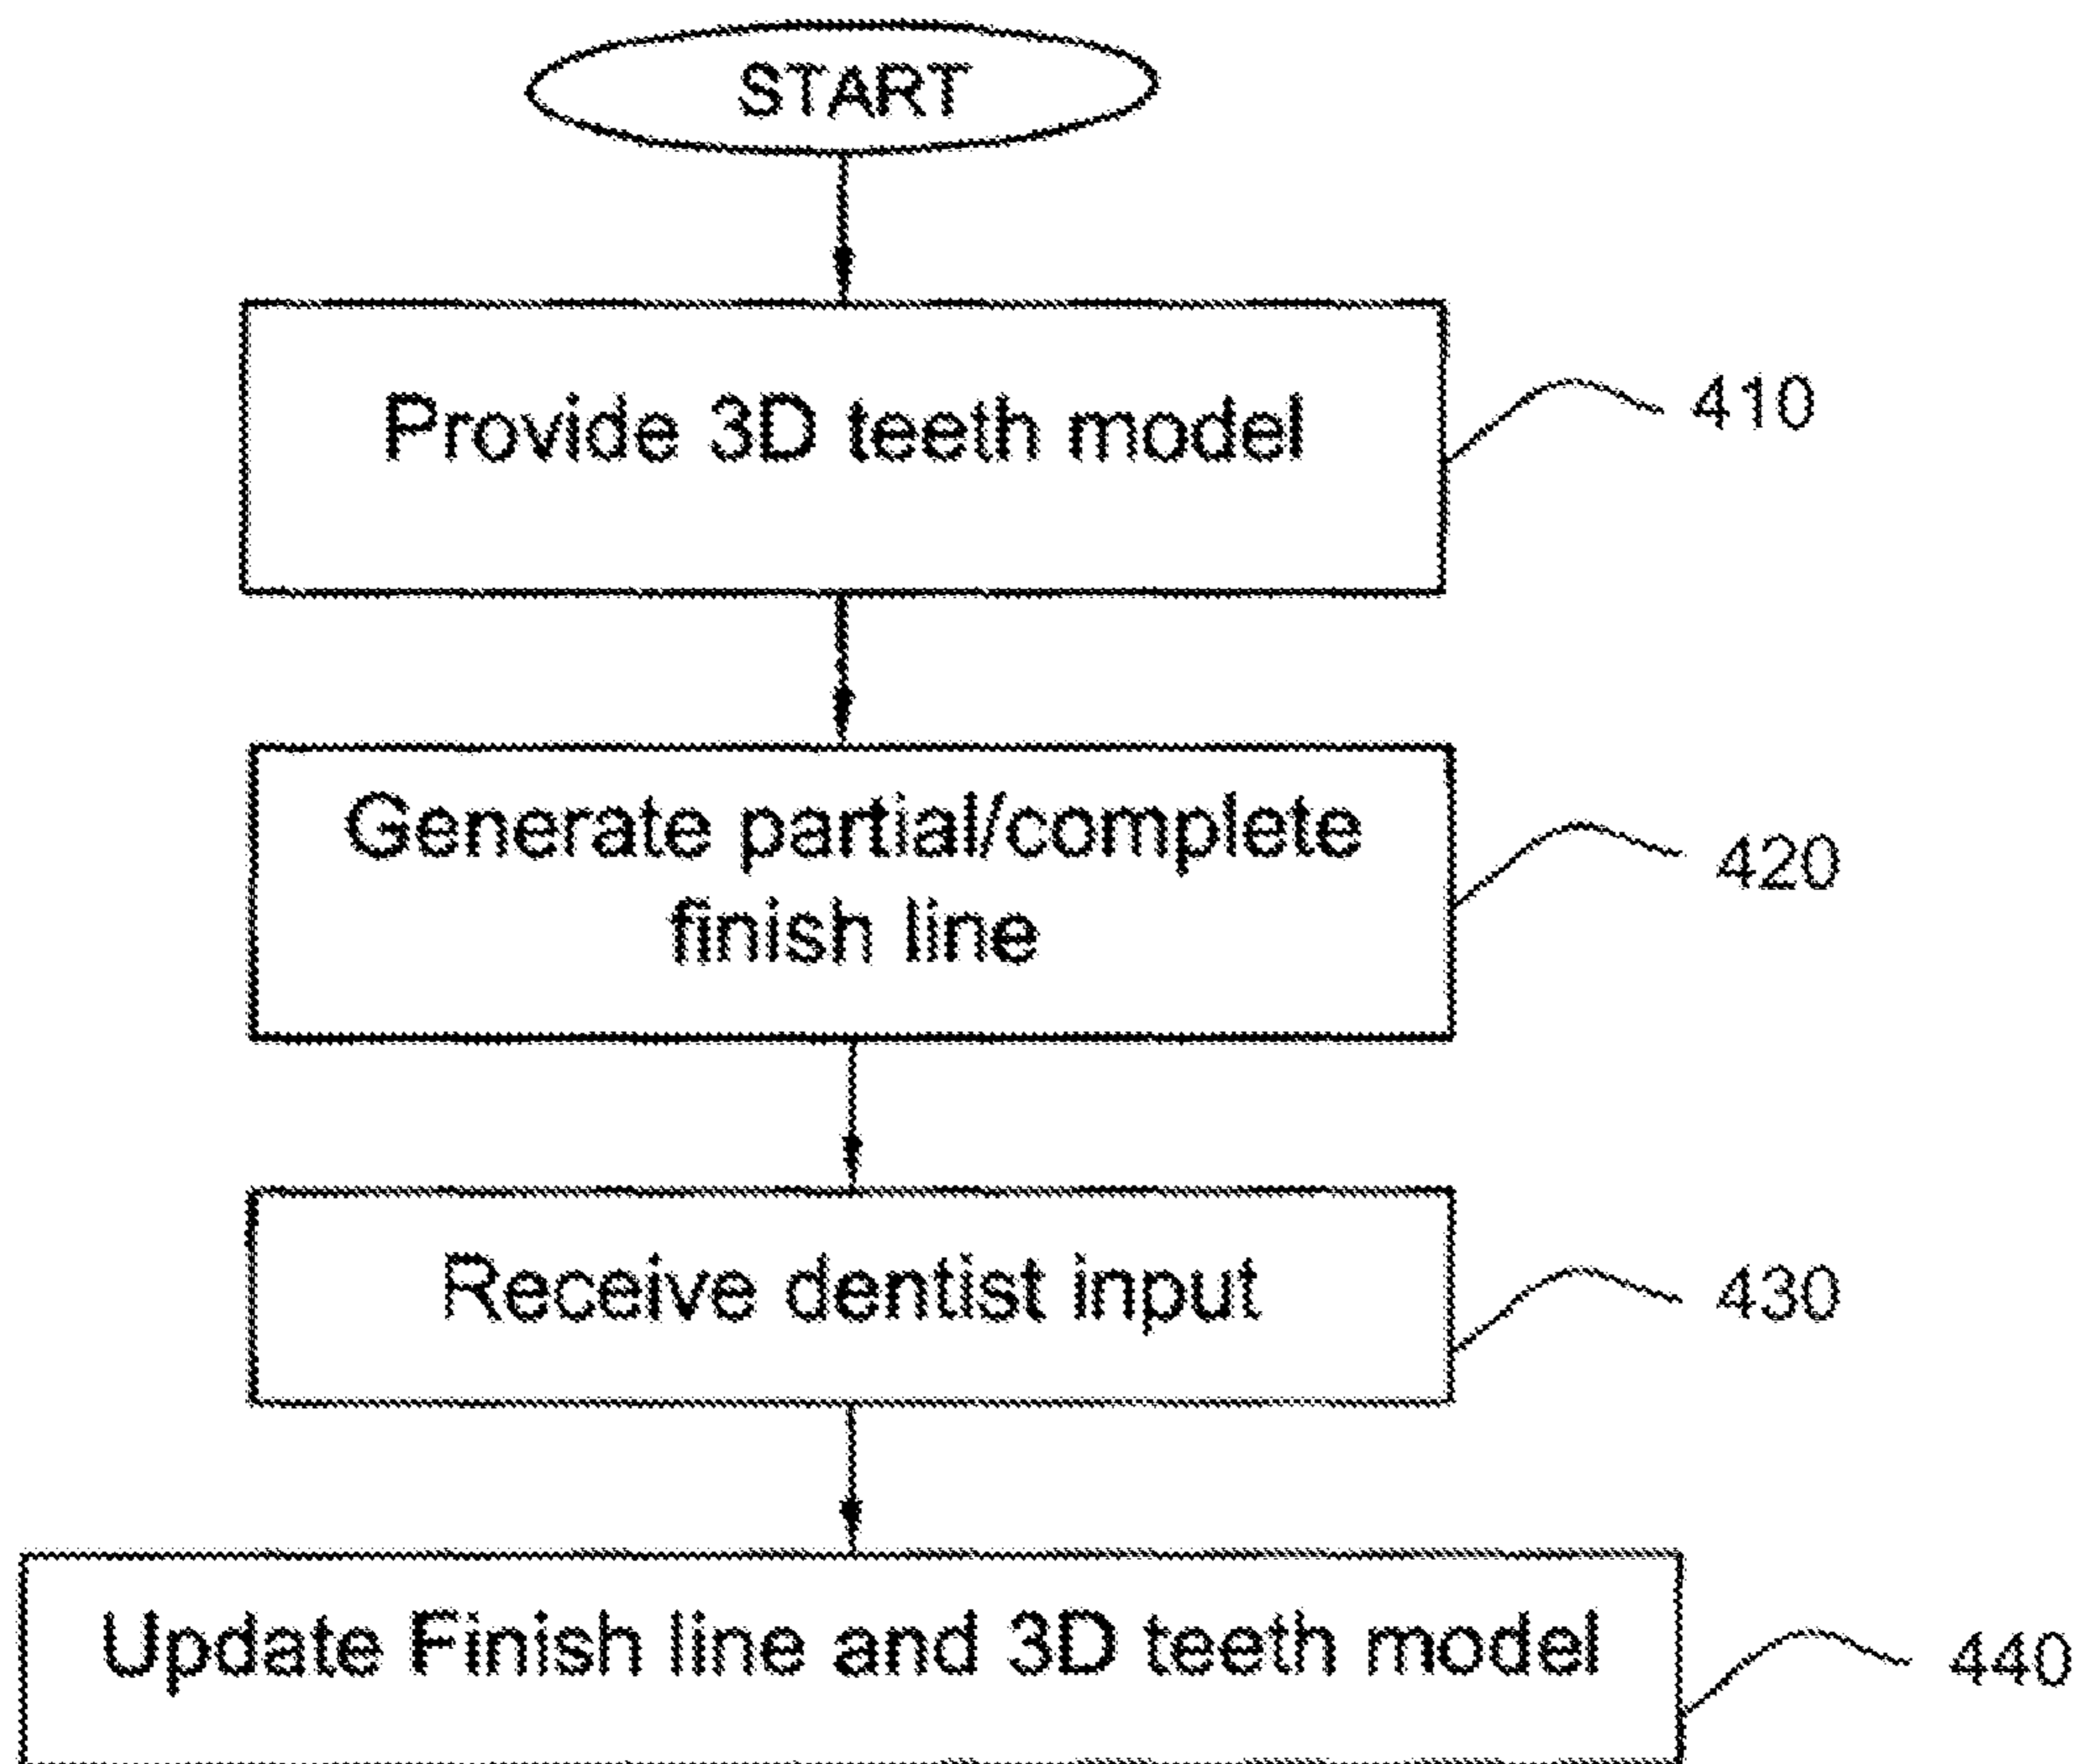 START
Provide 3D teeth model
410
Generate partial/complete
finish line
420
Receive dentist input
430
Update Finish line and 3D teeth model
440